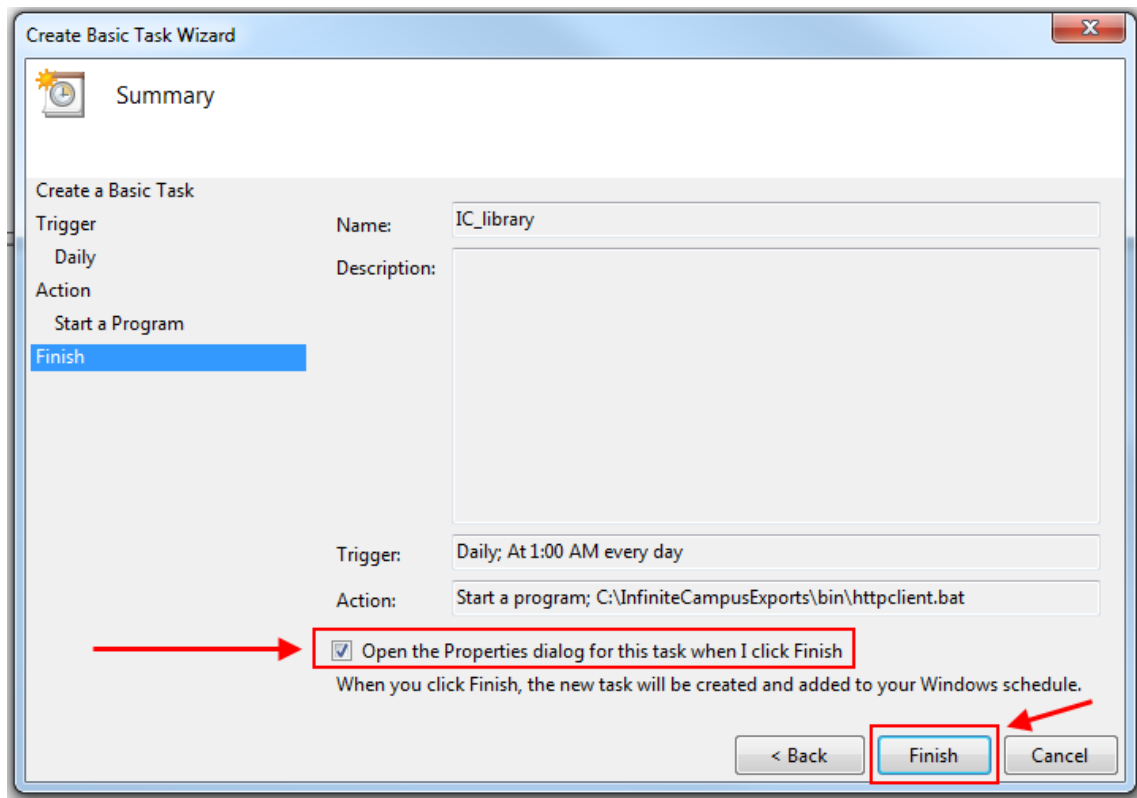 Create Basic Task Wizard
Summary
Create a Basic Task
Trigger
Daily
Action
Start a Program
Finish
Name:
IC_library
Description:
Trigger:
Daily; At 1:00 AM every day
Action:
Start a program; C:\InfiniteCampusExports\bin\httpclient.bat
Open the Properties dialog for this task when I click Finish
When you click Finish, the new task will be created and added to your Windows schedule.
< Back
Finish
Cancel